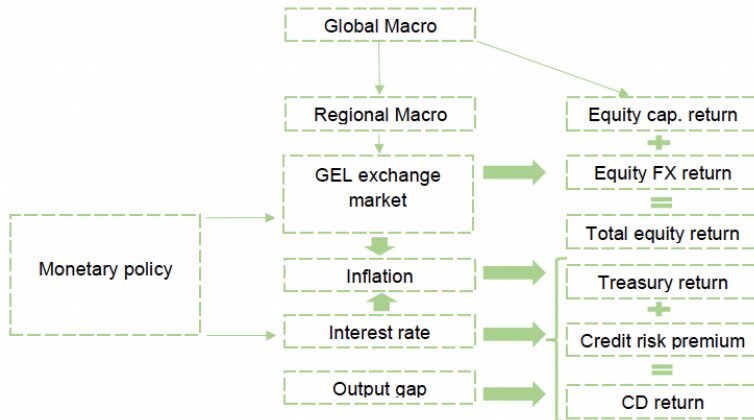 Global Macro
Regional Macro
Equity cap. return
GEL exchange
market
Equity FX return
Monetary policy
Total equity return
Inflation
Treasury return
Interest rate
Credit risk premium
Output gap
CD return